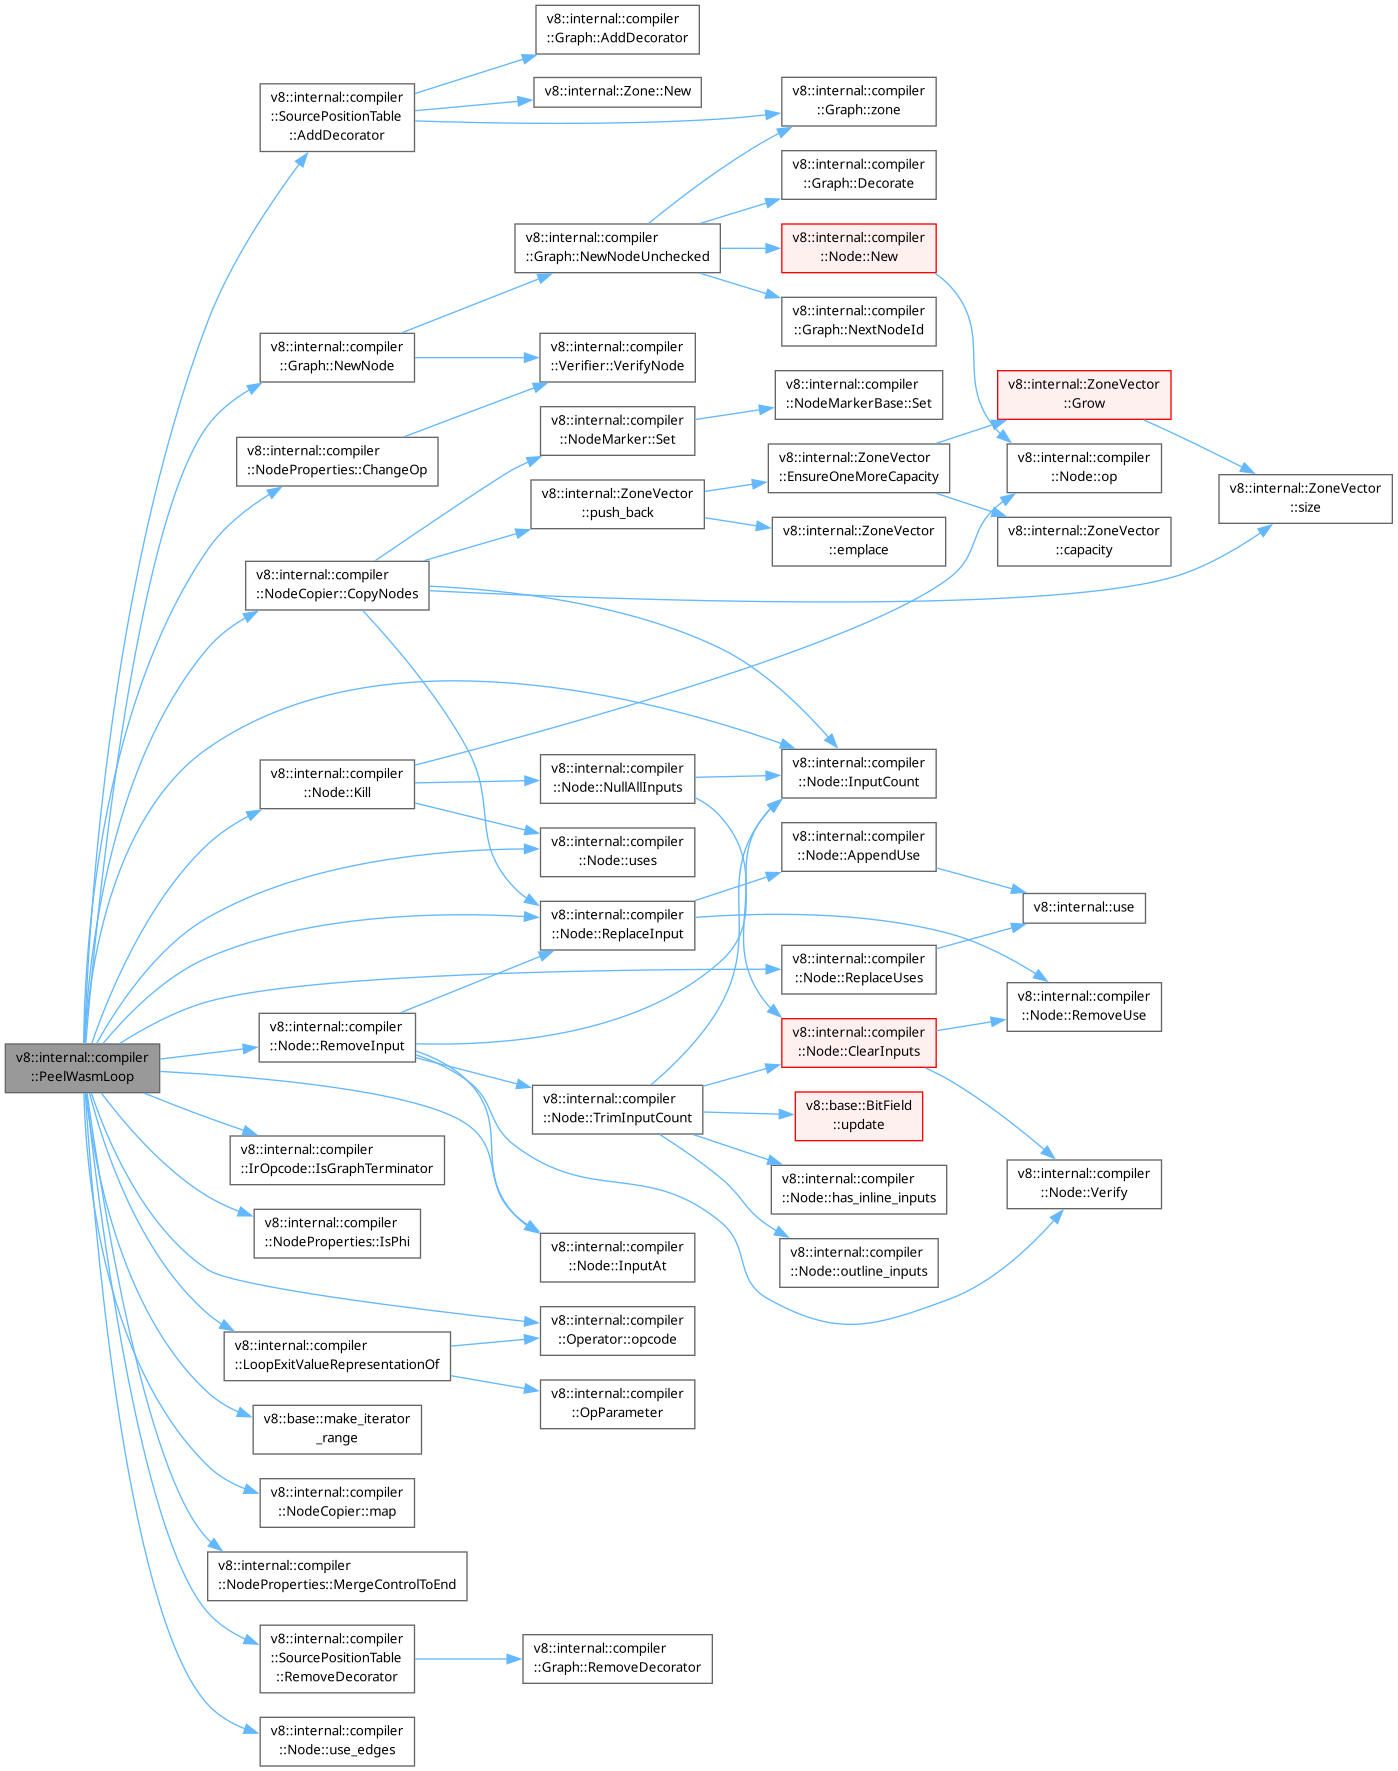 v8::internal::compiler
::Graph::AddDecorator
v8::internal::compiler
::SourcePositionTable
::AddDecorator
v8::internal::Zone::New
v8::internal::compiler
::Graph::zone
v8::internal::compiler
::Graph::Decorate
v8::internal::compiler
::Graph::NewNodeUnchecked
v8::internal::compiler
::Node::New
v8::internal::compiler
::Graph::NextNodeId
v8::internal::compiler
::Graph::NewNode
v8::internal::compiler
::Verifier::VerifyNode
v8::internal::compiler
::NodeMarkerBase::Set
v8::internal::ZoneVector
::Grow
v8::internal::compiler
::NodeProperties::ChangeOp
v8::internal::compiler
::NodeMarker::Set
v8::internal::ZoneVector
::EnsureOneMoreCapacity
v8::internal::compiler
::Node::op
v8::internal::ZoneVector
::size
v8::internal::ZoneVector
::push_back
v8::internal::ZoneVector
::emplace
v8::internal::ZoneVector
::capacity
v8::internal::compiler
::NodeCopier::CopyNodes
v8::internal::compiler
::Node::Kill
v8::internal::compiler
::Node::NullAllInputs
v8::internal::compiler
::Node::InputCount
v8::internal::compiler
::Node::uses
v8::internal::compiler
::Node::AppendUse
v8::internal::use
v8::internal::compiler
::Node::ReplaceInput
v8::internal::compiler
::Node::ReplaceUses
v8::internal::compiler
::Node::RemoveUse
v8::internal::compiler
::PeelWasmLoop
v8::internal::compiler
::Node::RemoveInput
v8::internal::compiler
::Node::ClearInputs
v8::internal::compiler
::Node::TrimInputCount
v8::base::BitField
::update
v8::internal::compiler
::IrOpcode::IsGraphTerminator
v8::internal::compiler
::Node::has_inline_inputs
v8::internal::compiler
::Node::Verify
v8::internal::compiler
::NodeProperties::IsPhi
v8::internal::compiler
::Node::InputAt
v8::internal::compiler
::Node::outline_inputs
v8::internal::compiler
::Operator::opcode
v8::internal::compiler
::LoopExitValueRepresentationOf
v8::internal::compiler
::OpParameter
v8::base::make_iterator
_range
v8::internal::compiler
::NodeCopier::map
v8::internal::compiler
::NodeProperties::MergeControlToEnd
v8::internal::compiler
::SourcePositionTable
::RemoveDecorator
v8::internal::compiler
::Graph::RemoveDecorator
v8::internal::compiler
::Node::use_edges